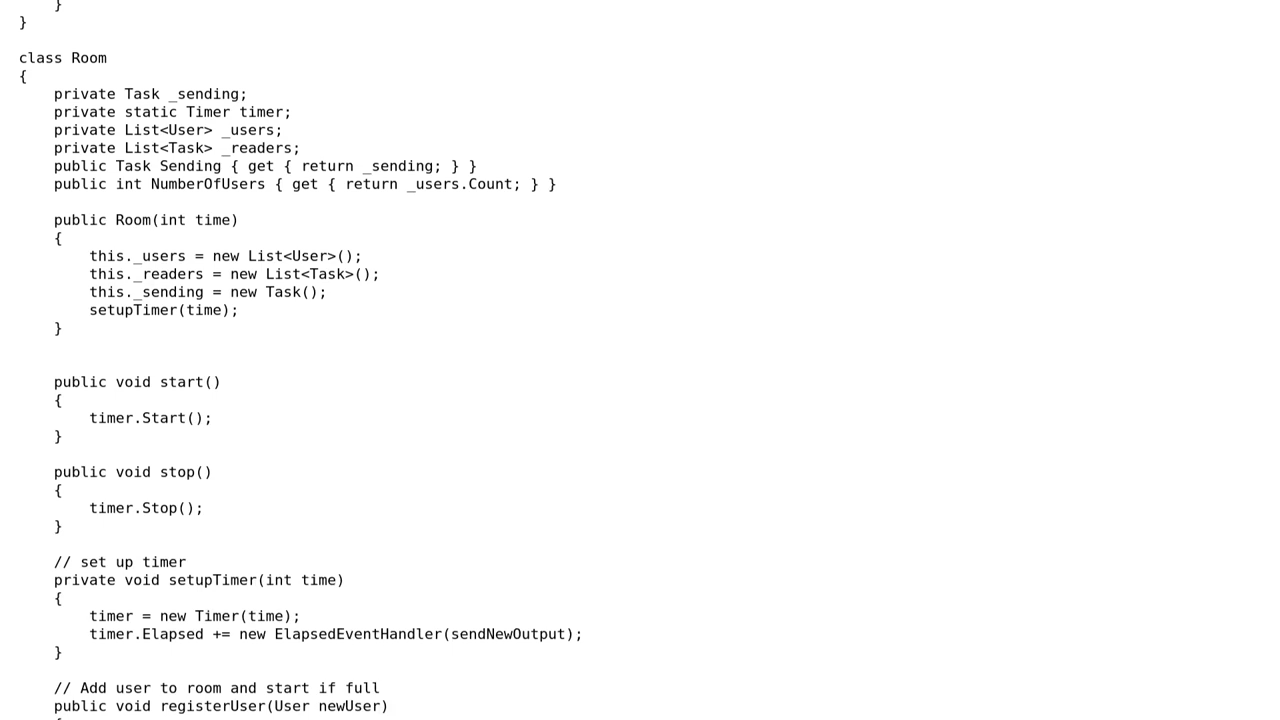 }
}

class Room
{
    private Task _sending;
    private static Timer timer;
    private List<User> _users;
    private List<Task> _readers;
    public Task Sending { get { return _sending; } }
    public int NumberOfUsers { get { return _users.Count; } }

    public Room(int time)
    {
        this._users = new List<User>();
        this._readers = new List<Task>();
        this._sending = new Task();
        setupTimer(time);
    }


    public void start()
    {
        timer.Start();
    }

    public void stop()
    {
        timer.Stop();
    }

    // set up timer
    private void setupTimer(int time)
    {
        timer = new Timer(time);
        timer.Elapsed += new ElapsedEventHandler(sendNewOutput);
    }

    // Add user to room and start if full
    public void registerUser(User newUser)
    {